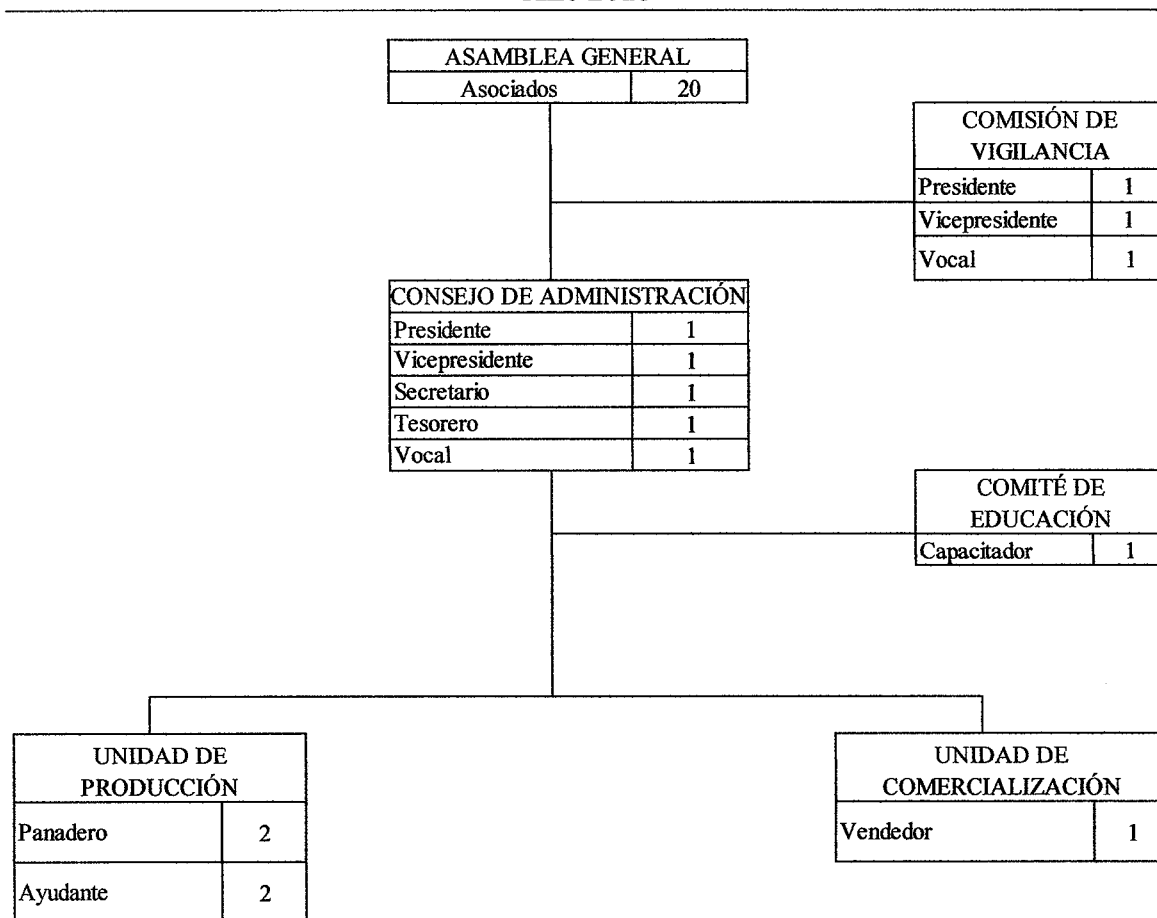 ASAMBLEA GENERAL
Asociados 20
COMISIÓN DE
VIGILANCIA
Presidente 1
Vicepresidente 1
Vocal 1
CONSEJO DE ADMINISTRACIÓN
Presidente 1
Vicepresidente 1
Secretario 1
Tesorero 1
Vocal 1
COMITÉ DE
EDUCACIÓN
Capacitador 1
UNIDAD DE
PRODUCCIÓN
Panadero 2
Ayudante 2
UNIDAD DE
COMERCIALIZACIÓN
Vendedor 1